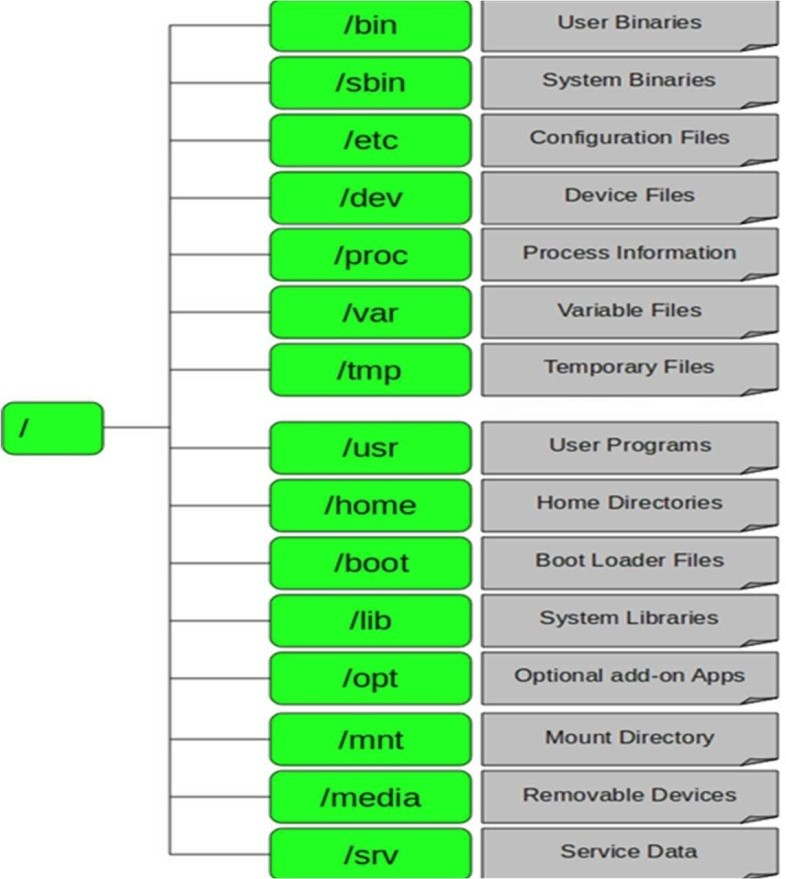 /bin User Binaries
/sbin System Binaries
/etc Configuration Files
/dev Device Files
/proc Process Information
/var Variable Files
/tmp Temporary Files
/
/usr User Programs
/home Home Directories
/boot Boot Loader Files
/lib System Libraries
/opt Optional add-on Apps
/mnt Mount Directory
/media Removable Devices
/srv Service Data